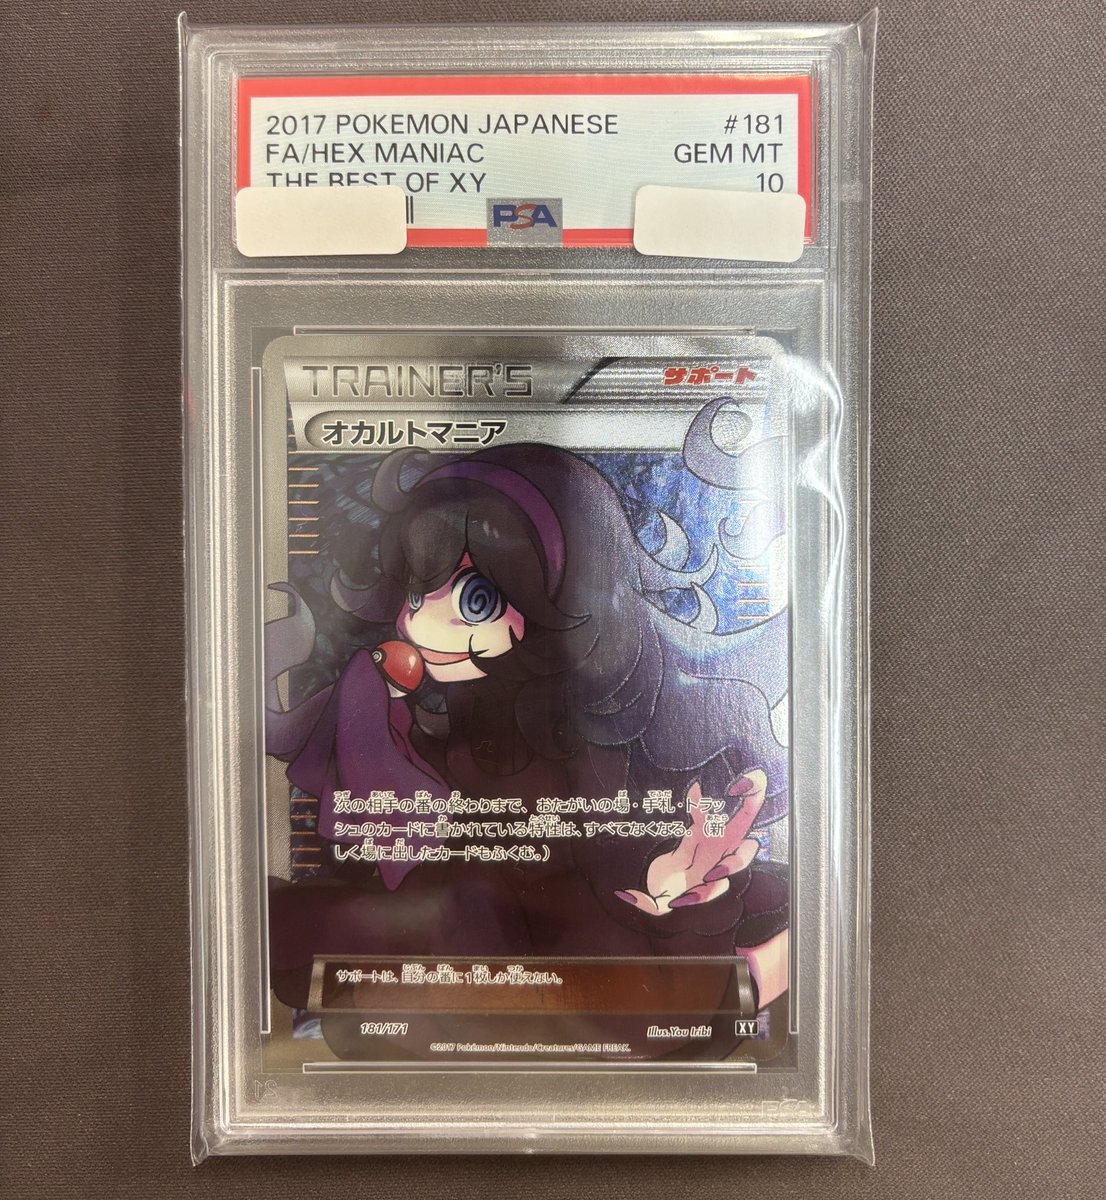 2017 POKEMON JAPANESE #181
FA/HEX MANIAC GEM MT
THE BEST OF XY 10
PSA
TRAINER'S サポート
オカルトマニア
次の相手の番の終わりまで、おたがいの場・手札・トラッ
シュのカードに書かれている特性は、すべてなくなる。(新
しく場に出したカードもふくむ。)
サポートは、自分の番に1枚しか使えない。
181/171 Illus.You Iribi XY
©2017 Pokémon/Nintendo/Creatures/GAME FREAK.